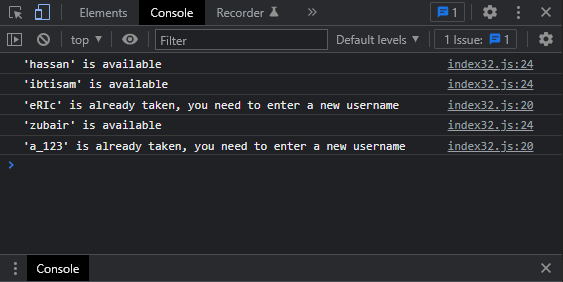 Elements Console Recorder » 1
top Filter Default levels 1 Issue: 1
'hassan' is available index32.js:24
'ibtisam' is available index32.js:24
'eRIc' is already taken, you need to enter a new username index32.js:20
'zubair' is available index32.js:24
'a_123' is already taken, you need to enter a new username index32.js:20
Console